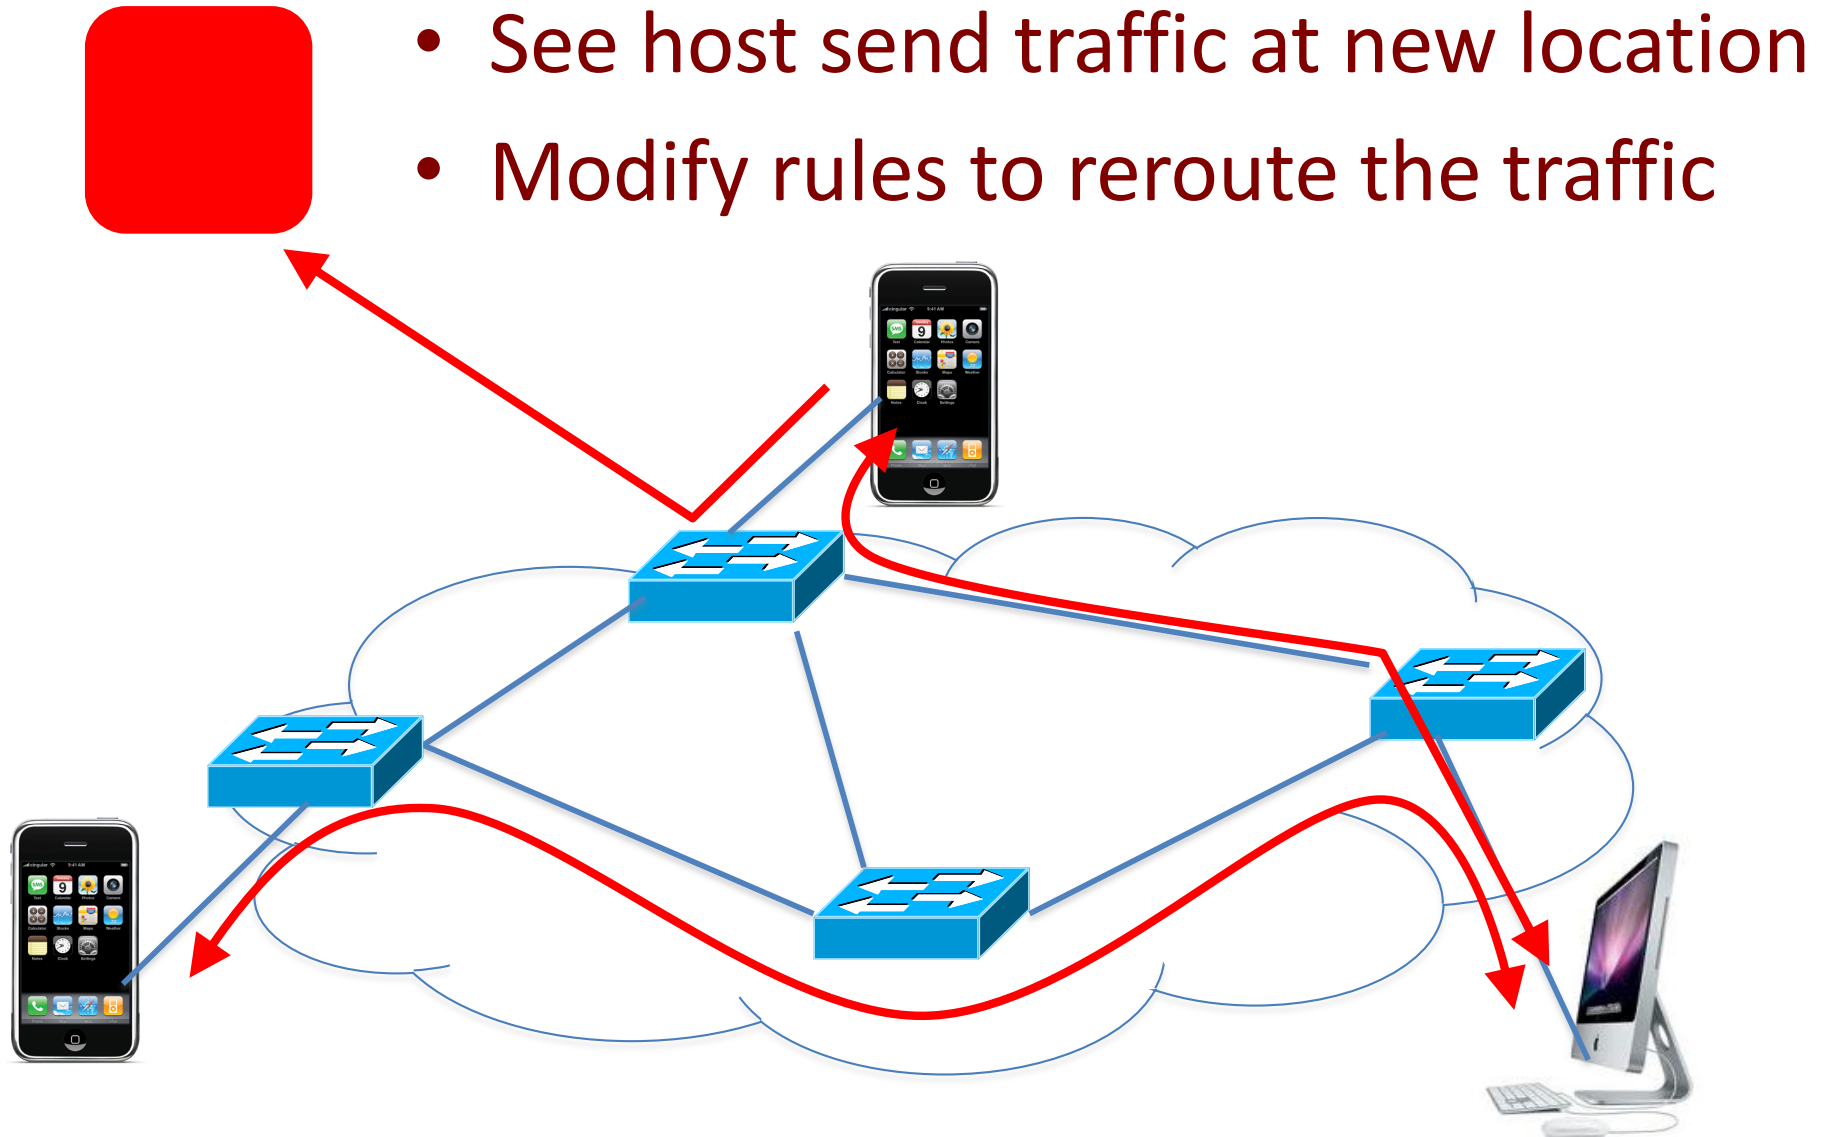 • See host send traffic at new location
• Modify rules to reroute the traffic